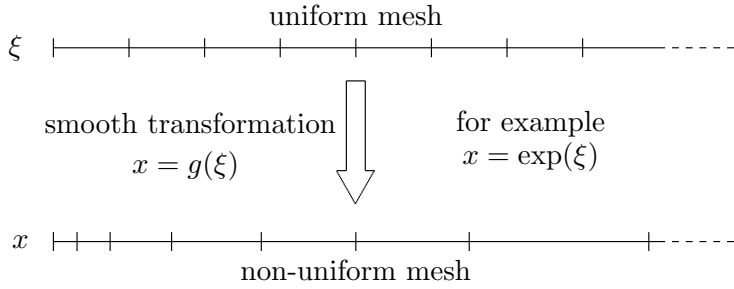 uniform mesh
ξ
smooth transformation
x = g(ξ)
for example
x = exp(ξ)
x
non-uniform mesh